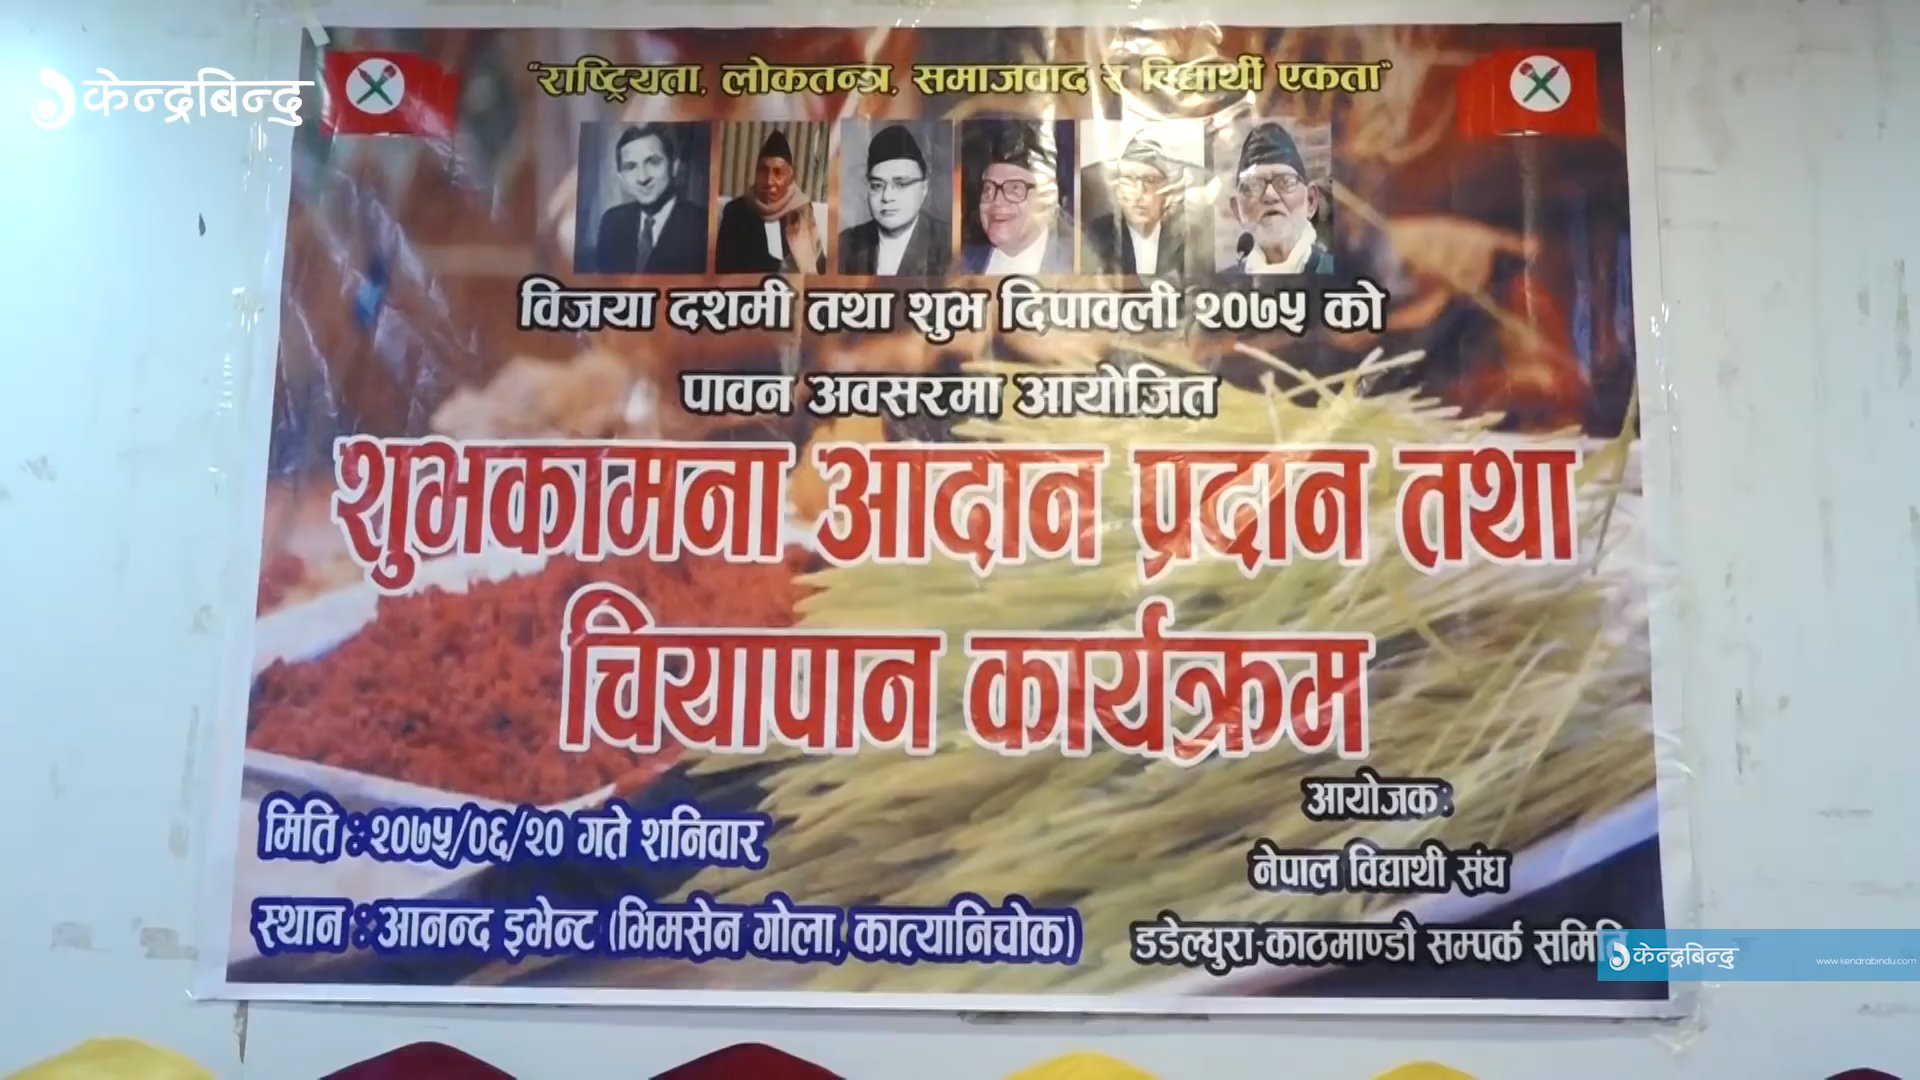 केन्द्रबिन्दु
"राष्ट्रियता, लोकतन्त्र, समाजवाद र विद्यार्थी एकता"
विजया दशमी तथा शुभ दिपावली २०७५ को
पावन अवसरमा आयोजित
शुभकामना आदान प्रदान तथा
चियापान कार्यक्रम
मिति : २०७५/०६/२० गते शनिवार
स्थान : आनन्द इभेन्ट (भिमसेन गोला, कात्यानिचोक)
आयोजक:
नेपाल विद्यार्थी संघ
डडेल्धुरा-काठमाण्डौ सम्पर्क समिति
केन्द्रबिन्दु
www.kendrabindu.com